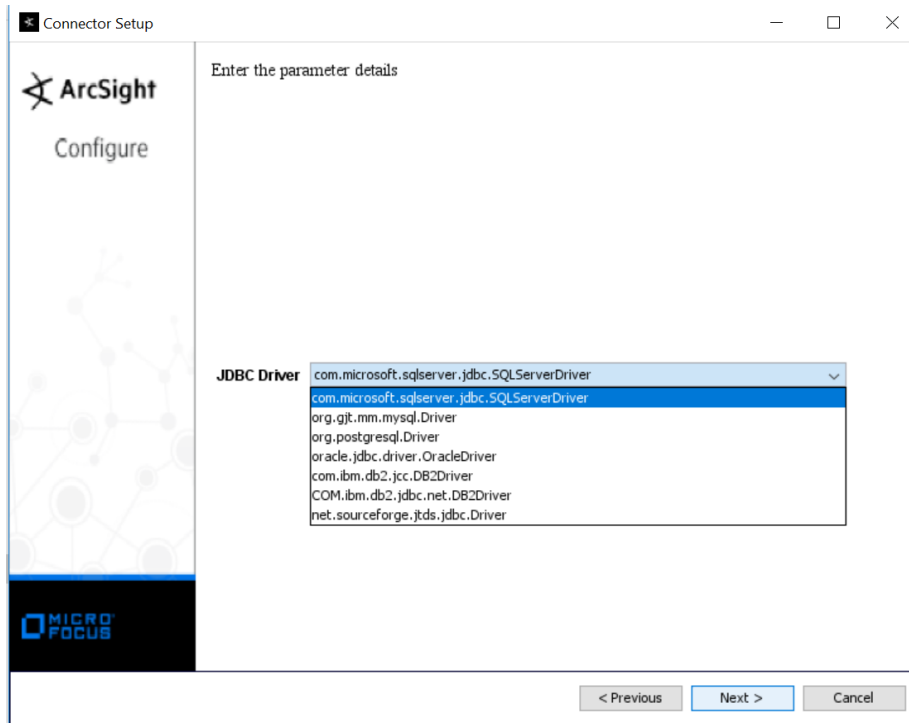 Connector Setup
ArcSight
Configure
Enter the parameter details
JDBC Driver com.microsoft.sqlserver.jdbc.SQLServerDriver
com.microsoft.sqlserver.jdbc.SQLServerDriver
org.gjt.mm.mysql.Driver
org.postgresql.Driver
oracle.jdbc.driver.OracleDriver
com.ibm.db2.jcc.DB2Driver
COM.ibm.db2.jdbc.net.DB2Driver
net.sourceforge.jtds.jdbc.Driver
MICRO
FOCUS
< Previous Next > Cancel